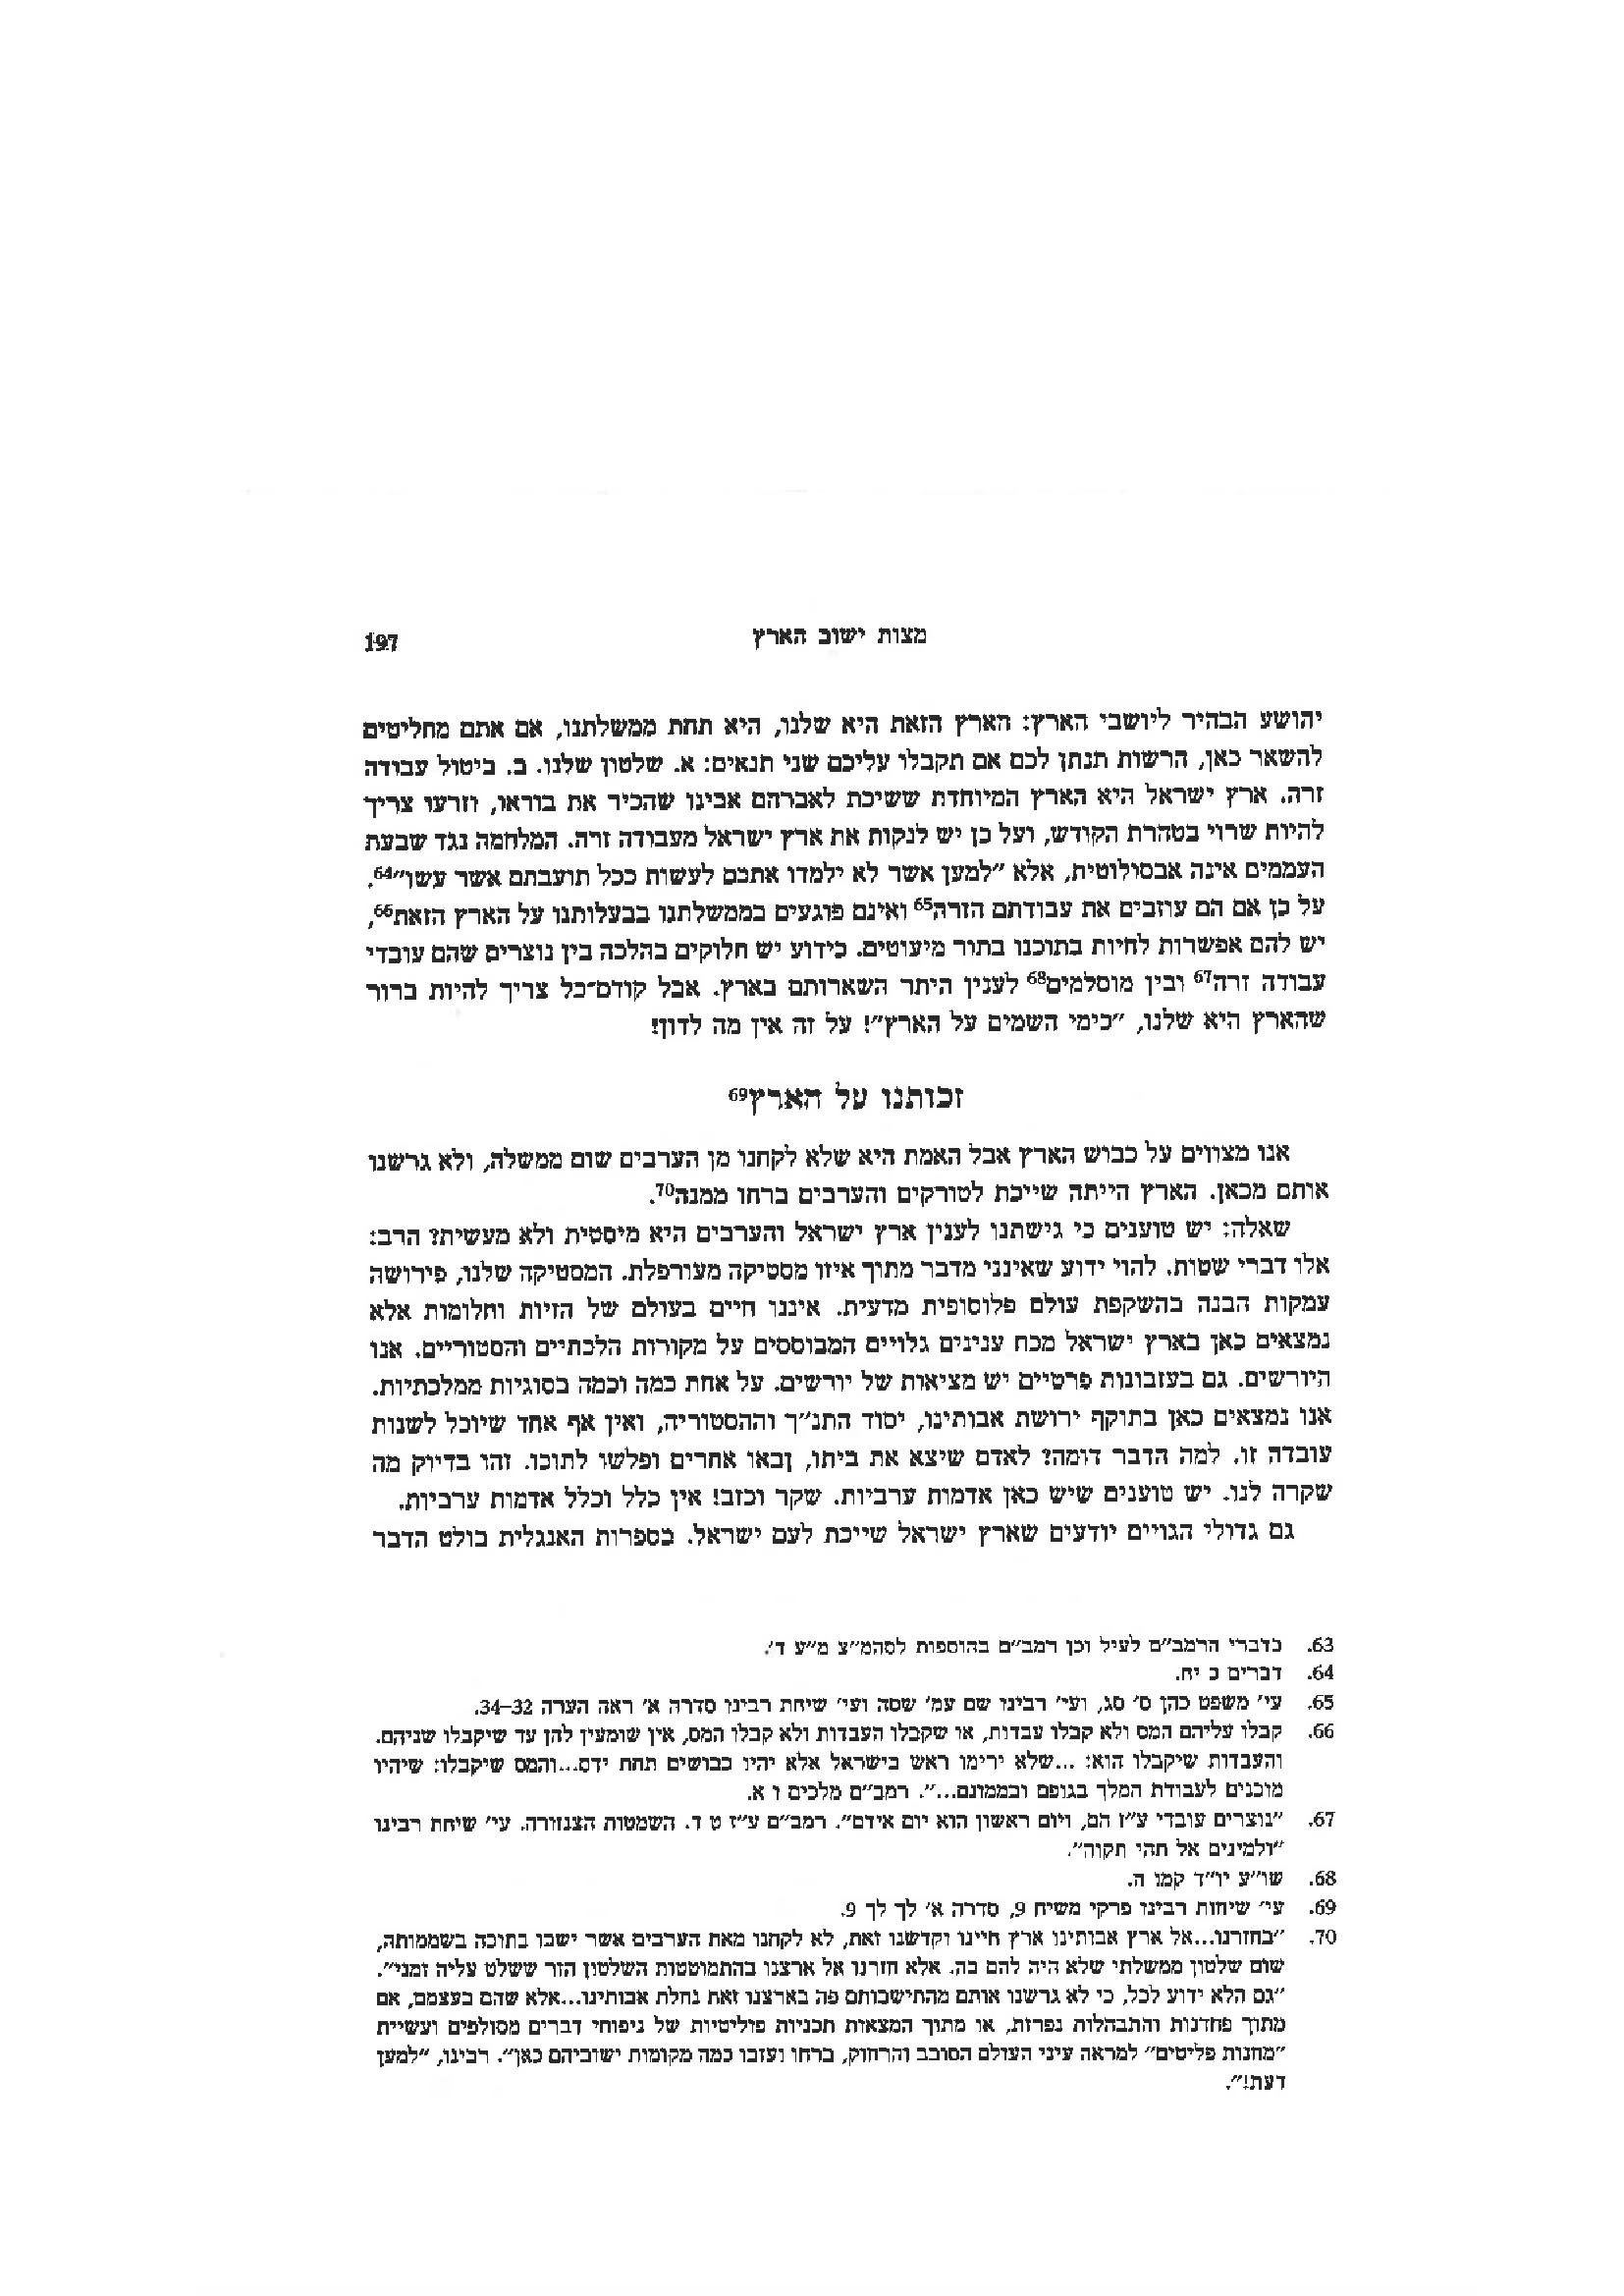 מצות ישוב הארץ
197
יהושע הבהיר ליושבי הארץ: הארץ הזאת היא שלנו, היא תחת ממשלתנו, אם אתם מחליטים
להשאר כאן, הרשות תנתן לכם אם תקבלו עליכם שני תנאים: א. שלטון שלנו. ב. ביטול עבודה
זרה. ארץ ישראל היא הארץ המיוחדת ששיכת לאברהם אבינו שהכיר את בוראו, וזרעו צריך
להיות שרוי בטהרת הקודש, ועל כן יש לנקות את ארץ ישראל מעבודה זרה. המלחמה נגד שבעת
העממים אינה אבסולוטית, אלא "למען אשר לא ילמדו אתכם לעשות ככל תועבתם אשר עשו"64.
על כן אם הם עוזבים את עבודתם הזרה65 ואינם פוגעים בממשלתנו בבעלותנו על הארץ הזאת66,
יש להם אפשרות לחיות בתוכנו בתור מיעוטים. כידוע יש חלוקים בהלכה בין נוצרים שהם עובדי
עבודה זרה67 ובין מוסלמים68 לענין היתר השארותם בארץ. אבל קודם־כל צריך להיות ברור
שהארץ היא שלנו, "כימי השמים על הארץ"! על זה אין מה לדון!
זכותנו על הארץ69
אנו מצווים על כבוש הארץ אבל האמת היא שלא לקחנו מן הערבים שום ממשלה, ולא גרשנו
אותם מכאן. הארץ הייתה שייכת לטורקים והערבים ברחו ממנה70.
שאלה: יש טוענים כי גישתנו לענין ארץ ישראל והערבים היא מיסטית ולא מעשית? הרב:
אלו דברי שטות. להוי ידוע שאינני מדבר מתוך איזו מסטיקה מעורפלת. המסטיקה שלנו, פירושה
עמקות הבנה בהשקפת עולם פלוסופית מדעית. איננו חיים בעולם של הזיות וחלומות אלא
נמצאים כאן בארץ ישראל מכח ענינים גלויים המבוססים על מקורות הלכתיים והסטוריים. אנו
היורשים. גם בעזבונות פרטיים יש מציאות של יורשים. על אחת כמה וכמה בסוגיות ממלכתיות.
אנו נמצאים כאן בתוקף ירושת אבותינו, יסוד התנ"ך וההסטוריה, ואין אף אחד שיוכל לשנות
עובדה זו. למה הדבר דומה? לאדם שיצא את ביתו, ובאו אחרים ופלשו לתוכו. זהו בדיוק מה
שקרה לנו. יש טוענים שיש כאן אדמות ערביות. שקר וכזב! אין כלל וכלל אדמות ערביות.
גם גדולי הגויים יודעים שארץ ישראל שייכת לעם ישראל. בספרות האנגלית בולט הדבר
63. כדברי הרמב"ם לעיל וכן רמב"ם בהוספות לסהמ"צ מ"ע ד'.
64. דברים כ יח.
65. עי' משפט כהן ס' סג, ועי' רבינו שם עמ' שסה ועי' שיחת רבינו סדרה א' ראה הערה 32–34.
66. קבלו עליהם המס ולא קבלו עבדות, או שקבלו העבדות ולא קבלו המס, אין שומעין להן עד שיקבלו שניהם.
והעבדות שיקבלו הוא: ...שלא ירימו ראש בישראל אלא יהיו כבושים תחת ידם...והמס שיקבלו: שיהיו
מוכנים לעבודת המלך בגופם ובממונם...". רמב"ם מלכים ו א.
67. "נוצרים עובדי ע"ז הם, ויום ראשון הוא יום אידם". רמב"ם ע"ז ט ד. השמטות הצנזורה. עי' שיחת רבינו
"ולמינים אל תהי תקוה".
68. שו"ע יו"ד קמו ה.
69. עי' שיחות רבינו פרקי משיח 9, סדרה א' לך לך 9.
70. "בחזרנו...אל ארץ אבותינו ארץ חיינו וקדשנו זאת, לא לקחנו מאת הערבים אשר ישבו בתוכה בשממותה,
שום שלטון ממשלתי שלא היה להם בה. אלא חזרנו אל ארצנו בהתמוטטות השלטון הזר ששלט עליה זמני".
"גם הלא ידוע לכל, כי לא גרשנו אותם מהתישבותם פה בארצנו זאת נחלת אבותינו...אלא שהם בעצמם, אם
מתוך פחדנות והתבהלות נפרזת, או מתוך המצאות תכניות פוליטיות של ניפוחי דברים מסולפים ועשיית
"מחנות פליטים" למראה עיני העולם הסובב והרחוק, ברחו ועזבו כמה מקומות ישוביהם כאן". רבינו, "למען
דעת!".